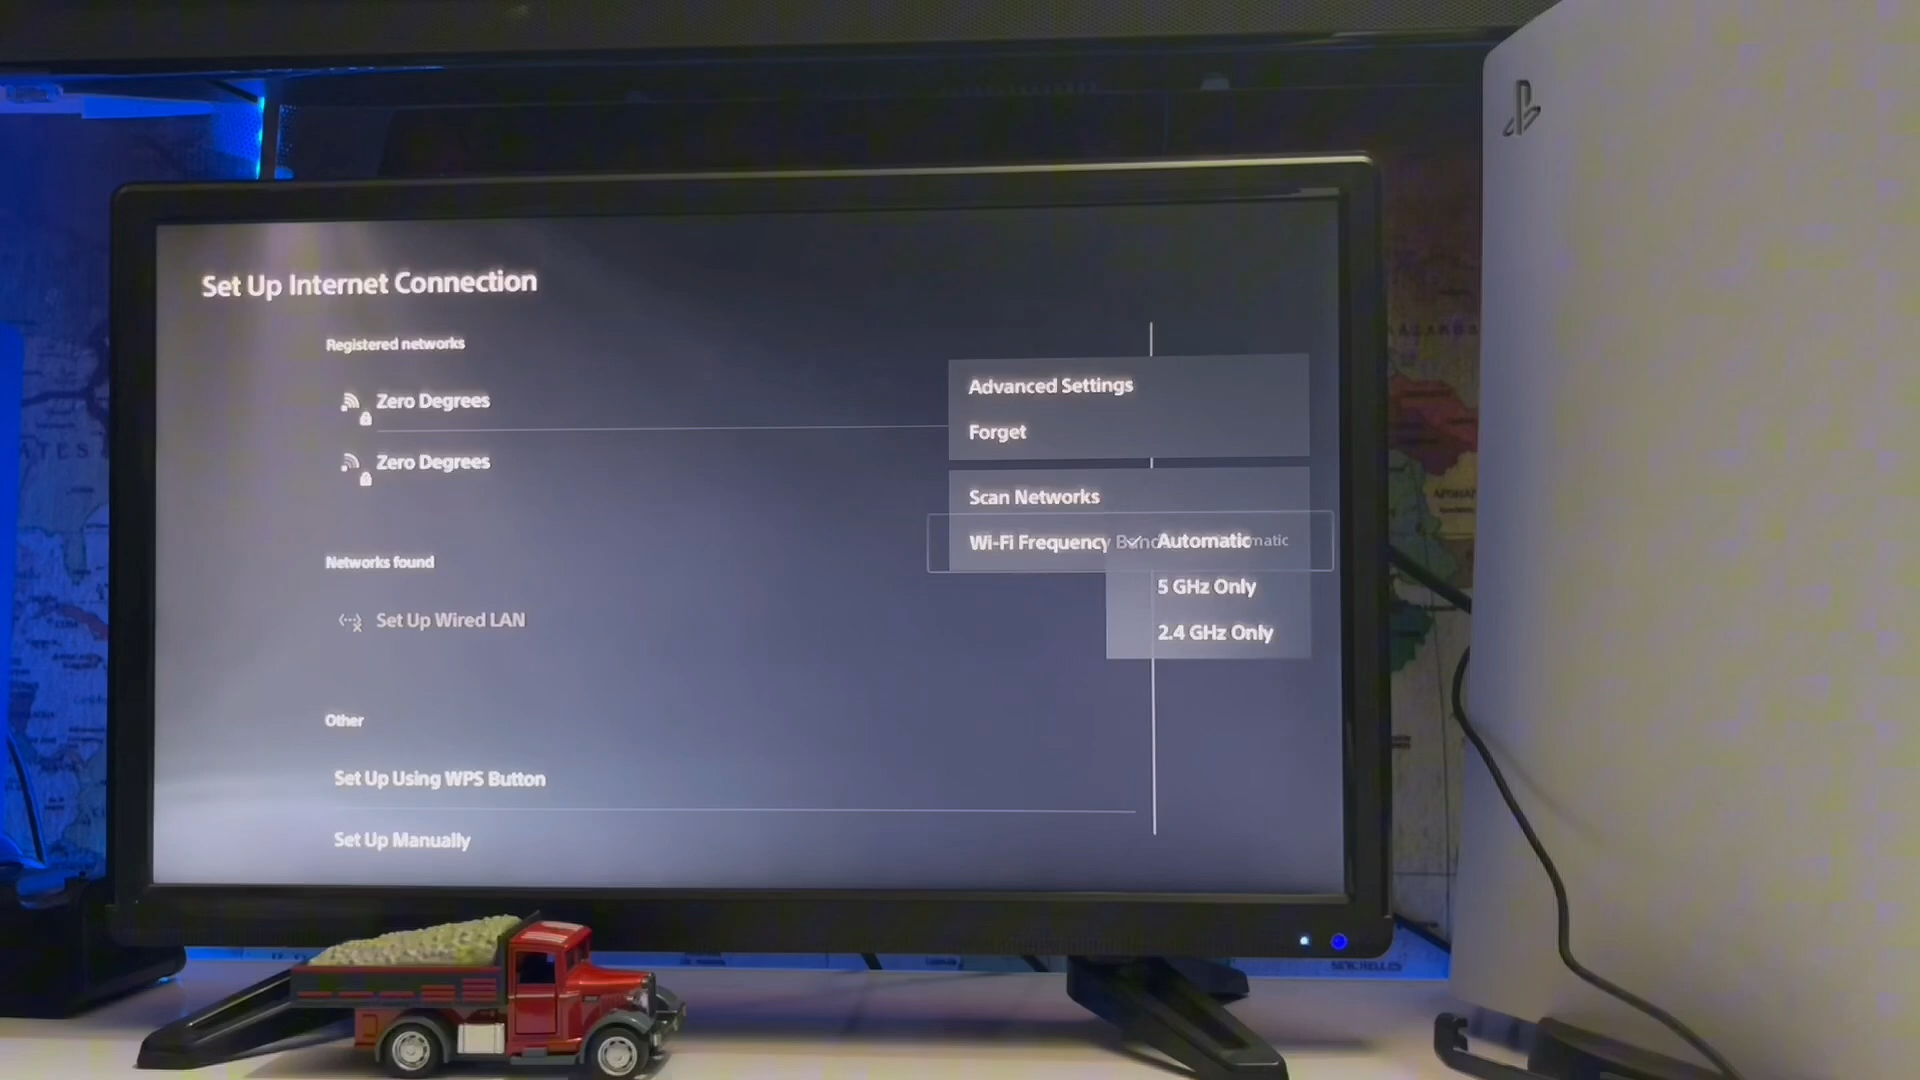 Set Up Internet Connection
Registered networks
Zero Degrees
Zero Degrees
Networks found
Set Up Wired LAN
Other
Set Up Using WPS Button
Set Up Manually
Advanced Settings
Forget
Scan Networks
Wi-Fi Frequency Band Automatic
5 GHz Only
2.4 GHz Only
SEYCHELLES